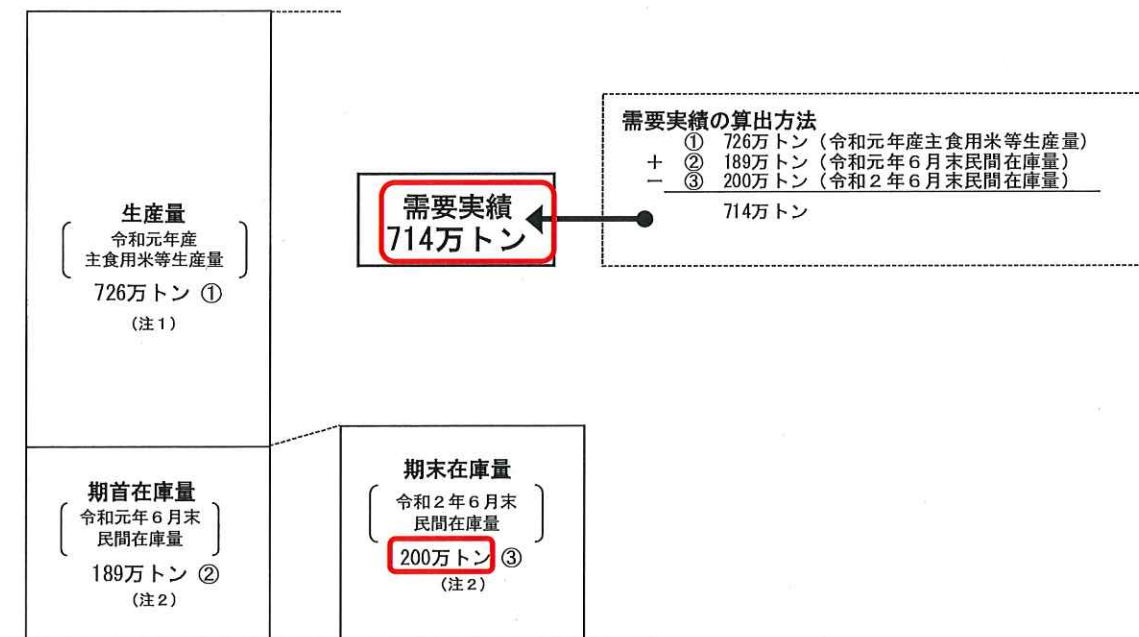 生産量
令和元年産
主食用米等生産量
726万トン ①
(注1)
期首在庫量
令和元年6月末
民間在庫量
189万トン ②
(注2)
需要実績
714万トン
期末在庫量
令和2年6月末
民間在庫量
200万トン ③
(注2)
需要実績の算出方法
① 726万トン(令和元年産主食用米等生産量)
+ ② 189万トン(令和元年6月末民間在庫量)
- ③ 200万トン(令和2年6月末民間在庫量)
714万トン